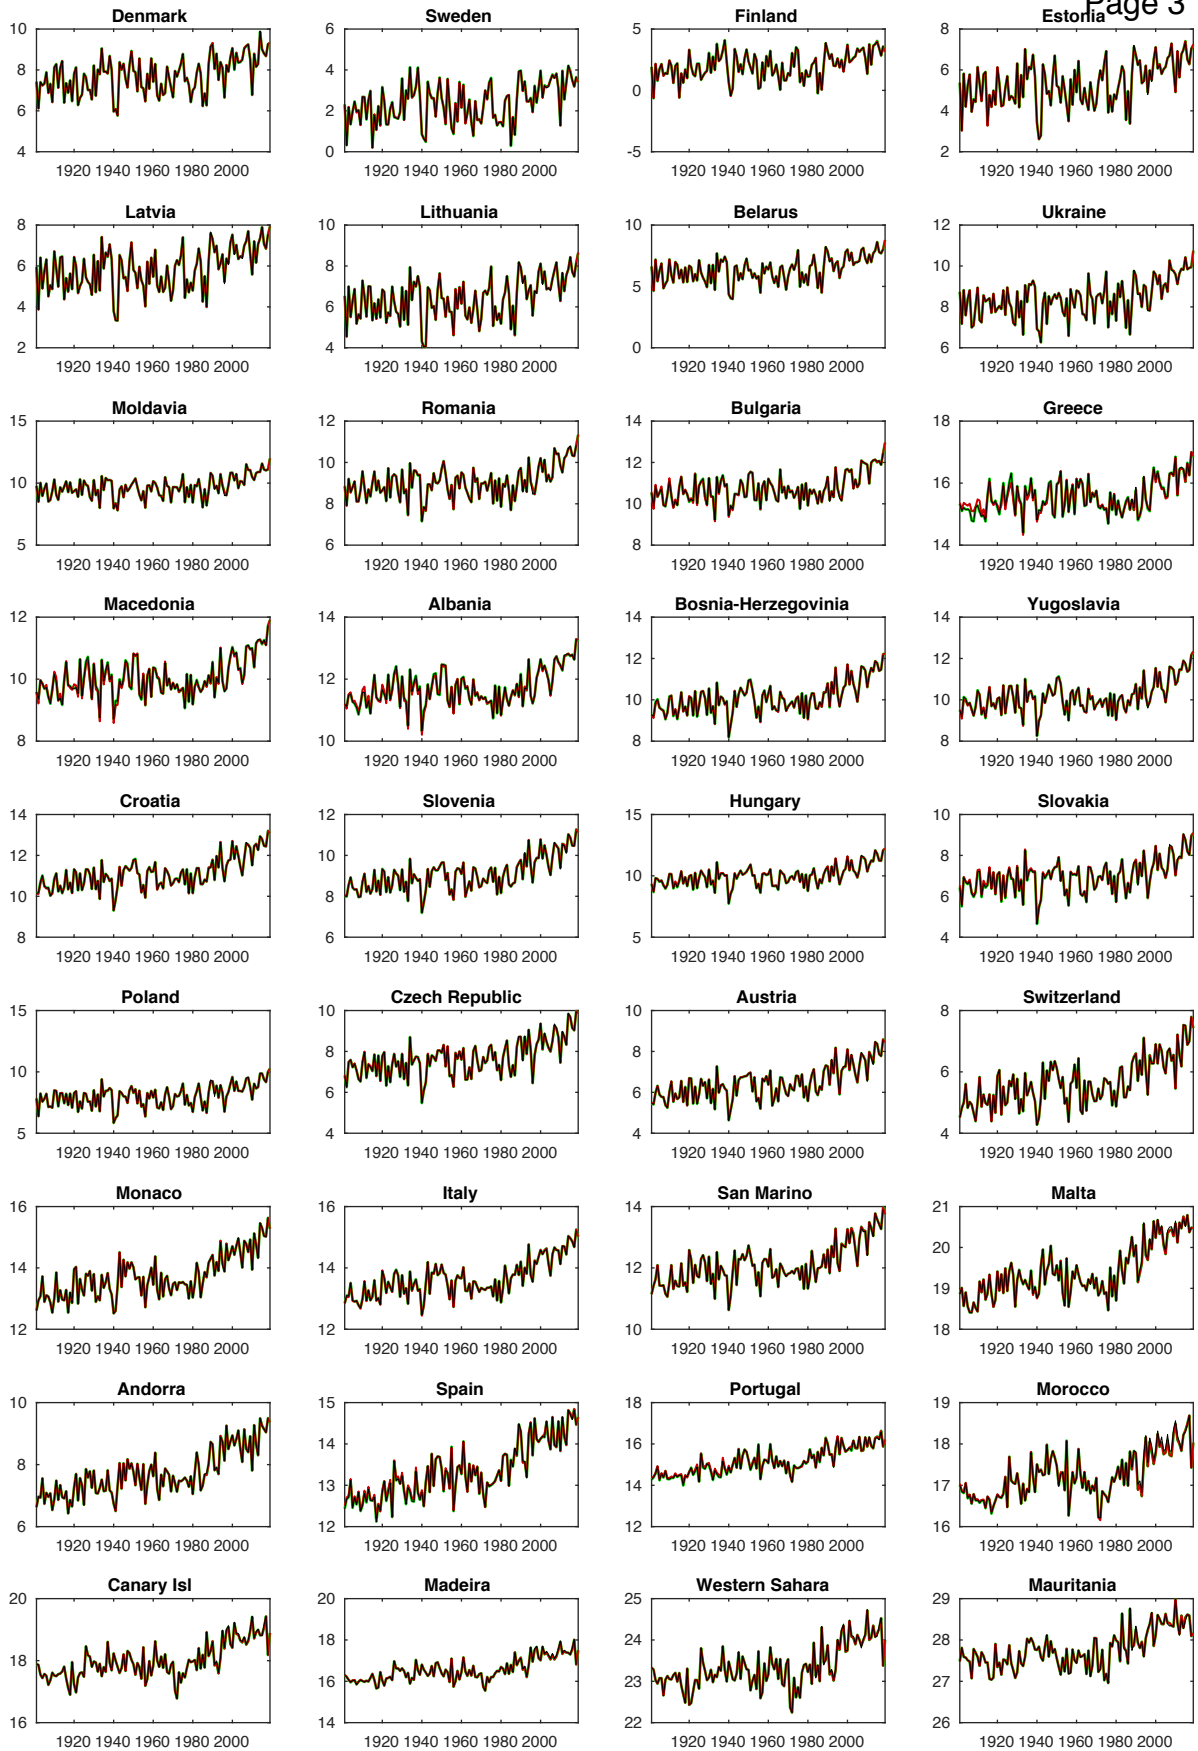 Page 3
Denmark Sweden Finland Estonia
10 6 5 8
8 4 0 6
6 2 4
4 0 -5 2
1920 1940 1960 1980 2000 1920 1940 1960 1980 2000 1920 1940 1960 1980 2000 1920 1940 1960 1980 2000
Latvia Lithuania Belarus Ukraine
8 10 10 12
6 8 5 10
4 6 8
2 4 0 6
1920 1940 1960 1980 2000 1920 1940 1960 1980 2000 1920 1940 1960 1980 2000 1920 1940 1960 1980 2000
Moldavia Romania Bulgaria Greece
15 12 14 18
10 10 12 16
8 10
5 6 8 14
1920 1940 1960 1980 2000 1920 1940 1960 1980 2000 1920 1940 1960 1980 2000 1920 1940 1960 1980 2000
Macedonia Albania Bosnia-Herzegovinia Yugoslavia
12 14 14 14
10 12 12 12
10 10
8 10 8 8
1920 1940 1960 1980 2000 1920 1940 1960 1980 2000 1920 1940 1960 1980 2000 1920 1940 1960 1980 2000
Croatia Slovenia Hungary Slovakia
14 12 15 10
12 10 10 8
10 8 6
8 6 5 4
1920 1940 1960 1980 2000 1920 1940 1960 1980 2000 1920 1940 1960 1980 2000 1920 1940 1960 1980 2000
Poland Czech Republic Austria Switzerland
15 10 10 8
10 8 8 6
6 6
5 4 4 4
1920 1940 1960 1980 2000 1920 1940 1960 1980 2000 1920 1940 1960 1980 2000 1920 1940 1960 1980 2000
Monaco Italy San Marino Malta
16 16 14 21
14 14 12 20
19
12 12 10 18
1920 1940 1960 1980 2000 1920 1940 1960 1980 2000 1920 1940 1960 1980 2000 1920 1940 1960 1980 2000
Andorra Spain Portugal Morocco
10 15 18 19
8 14 16 18
13 14 17
6 12 12 16
1920 1940 1960 1980 2000 1920 1940 1960 1980 2000 1920 1940 1960 1980 2000 1920 1940 1960 1980 2000
Canary Isl Madeira Western Sahara Mauritania
20 20 25 29
18 18 24 28
16 23 27
16 14 22 26
1920 1940 1960 1980 2000 1920 1940 1960 1980 2000 1920 1940 1960 1980 2000 1920 1940 1960 1980 2000